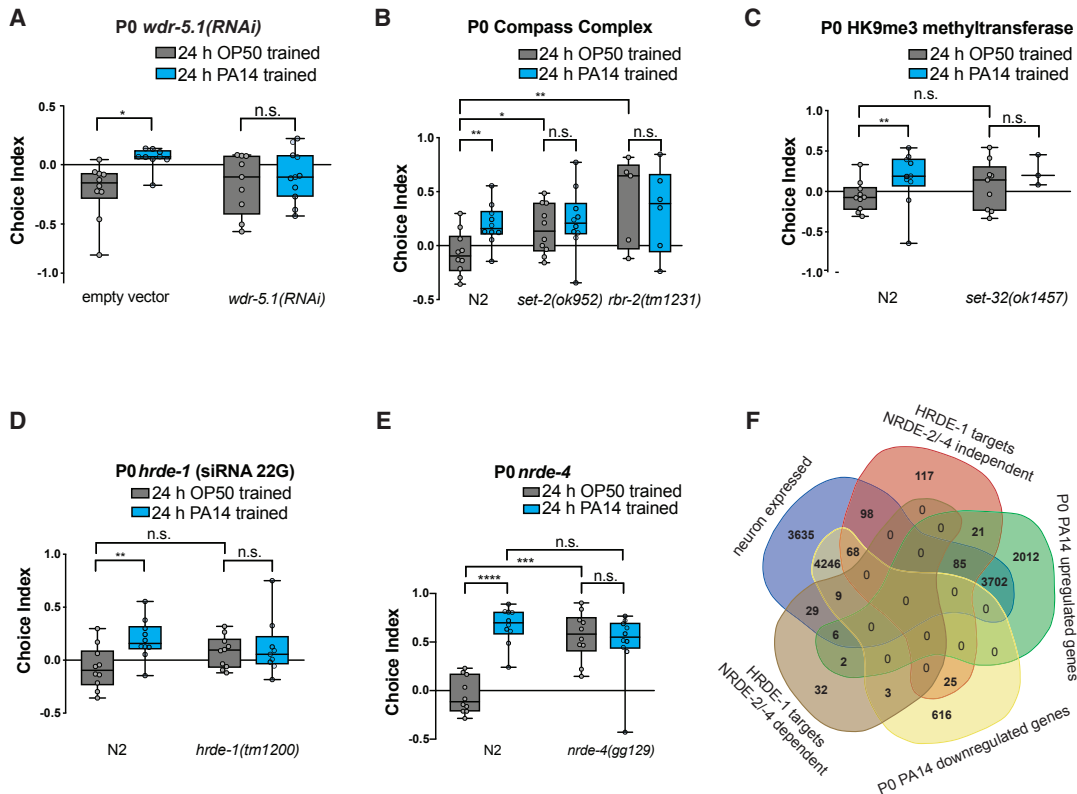 A
P0 wdr-5.1(RNAi)
24 h OP50 trained
24 h PA14 trained
Choice Index
0.5
0.0
-0.5
-1.0
*
n.s.
empty vector
wdr-5.1(RNAi)
B
P0 Compass Complex
24 h OP50 trained
24 h PA14 trained
Choice Index
1.0
0.5
0.0
-0.5
**
*
**
n.s.
n.s.
N2
set-2(ok952)
rbr-2(tm1231)
C
P0 HK9me3 methyltransferase
24 h OP50 trained
24 h PA14 trained
Choice Index
1.0
0.5
0.0
-0.5
-1.0
n.s.
**
n.s.
N2
set-32(ok1457)
D
P0 hrde-1 (siRNA 22G)
24 h OP50 trained
24 h PA14 trained
Choice Index
1.0
0.5
0.0
-0.5
n.s.
**
n.s.
N2
hrde-1(tm1200)
E
P0 nrde-4
24 h OP50 trained
24 h PA14 trained
Choice Index
1.0
0.5
0.0
-0.5
n.s.
***
****
n.s.
N2
nrde-4(gg129)
F
neuron expressed
HRDE-1 targets
NRDE-2/-4 independent
P0 PA14 upregulated genes
P0 PA14 downregulated genes
HRDE-1 targets
NRDE-2/-4 dependent
117
98
0
21
3635
0
0
2012
68
0
4246
0
85
3702
9
0
0
0
29
6
0
0
0
2
0
0
32
3
25
616